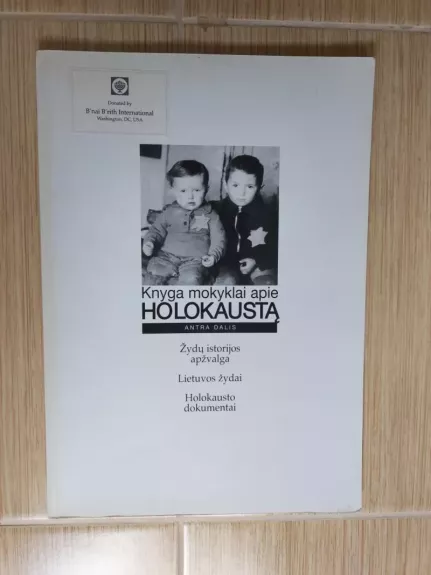 Donated by
B'nai B'rith International
Washington, DC, USA
Knyga mokyklai apie
HOLOKAUSTĄ
ANTRA DALIS
Žydų istorijos
apžvalga
Lietuvos žydai
Holokausto
dokumentai